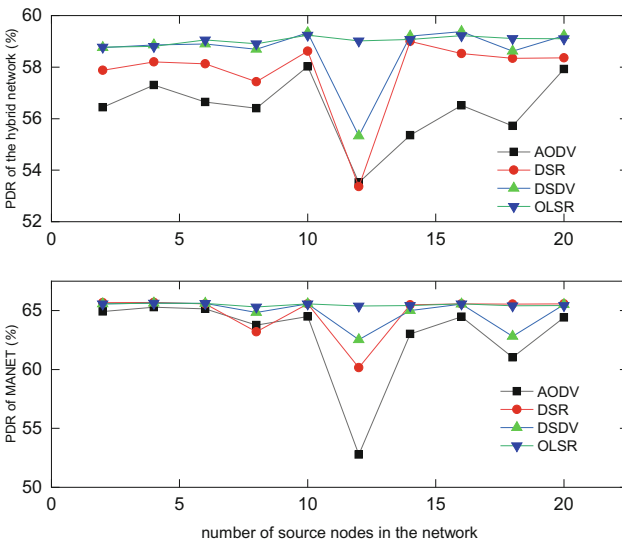 PDR of the hybrid network (%)
60
58
56
54
52
0
5
10
15
20
AODV
DSR
DSDV
OLSR
PDR of MANET (%)
65
60
55
50
0
5
10
15
20
AODV
DSR
DSDV
OLSR
number of source nodes in the network